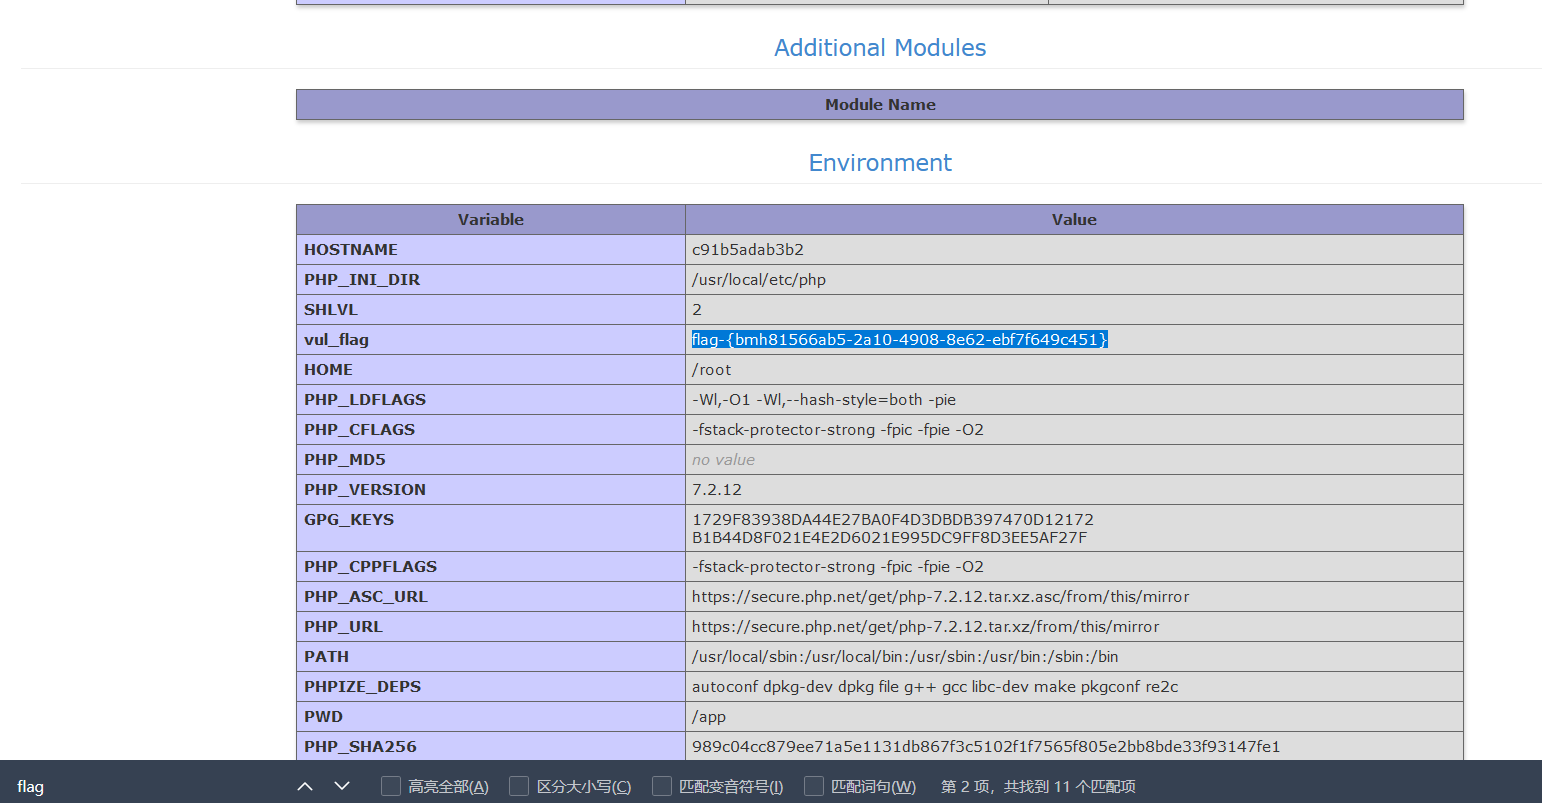 Additional Modules
Module Name
Environment
Variable Value
HOSTNAME c91b5adab3b2
PHP_INI_DIR /usr/local/etc/php
SHLVL 2
vul_flag flag-{bmh81566ab5-2a10-4908-8e62-ebf7f649c451}
HOME /root
PHP_LDFLAGS -Wl,-O1 -Wl,--hash-style=both -pie
PHP_CFLAGS -fstack-protector-strong -fpic -fpie -O2
PHP_MD5 no value
PHP_VERSION 7.2.12
GPG_KEYS 1729F83938DA44E27BA0F4D3DBDB397470D12172
B1B44D8F021E4E2D6021E995DC9FF8D3EE5AF27F
PHP_CPPFLAGS -fstack-protector-strong -fpic -fpie -O2
PHP_ASC_URL https://secure.php.net/get/php-7.2.12.tar.xz.asc/from/this/mirror
PHP_URL https://secure.php.net/get/php-7.2.12.tar.xz/from/this/mirror
PATH /usr/local/sbin:/usr/local/bin:/usr/sbin:/usr/bin:/sbin:/bin
PHPIZE_DEPS autoconf dpkg-dev dpkg file g++ gcc libc-dev make pkgconf re2c
PWD /app
PHP_SHA256 989c04cc879ee71a5e1131db867f3c5102f1f7565f805e2bb8bde33f93147fe1
flag 高亮全部(A) 区分大小写(C) 匹配变音符号(I) 匹配词句(W) 第 2 项，共找到 11 个匹配项